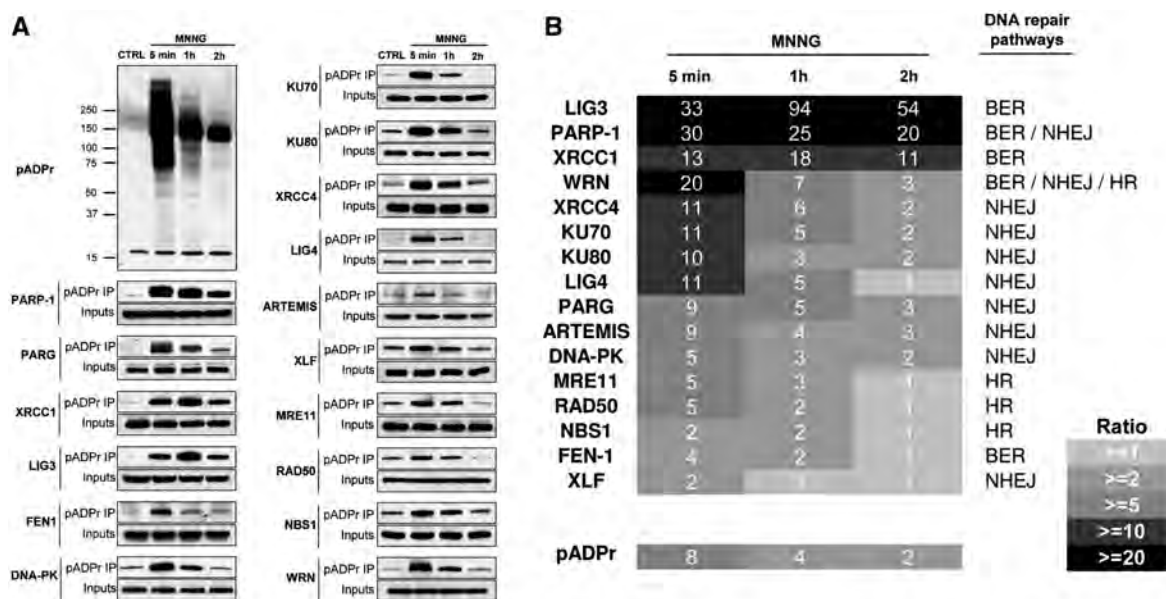 A
MNNG
CTRL 5 min 1h 2h
pADPr
250
150
100
75
50
37
15
PARP-1 pADPr IP
Inputs
PARG pADPr IP
Inputs
XRCC1 pADPr IP
Inputs
LIG3 pADPr IP
Inputs
FEN1 pADPr IP
Inputs
DNA-PK pADPr IP
Inputs
MNNG
CTRL 5 min 1h 2h
KU70 pADPr IP
Inputs
KU80 pADPr IP
Inputs
XRCC4 pADPr IP
Inputs
LIG4 pADPr IP
Inputs
ARTEMIS pADPr IP
Inputs
XLF pADPr IP
Inputs
MRE11 pADPr IP
Inputs
RAD50 pADPr IP
Inputs
NBS1 pADPr IP
Inputs
WRN pADPr IP
Inputs
B
MNNG
DNA repair
pathways
5 min 1h 2h
LIG3 33 94 54 BER
PARP-1 30 25 20 BER / NHEJ
XRCC1 13 18 11 BER
WRN 20 7 3 BER / NHEJ / HR
XRCC4 11 6 2 NHEJ
KU70 11 5 2 NHEJ
KU80 10 3 2 NHEJ
LIG4 11 5 1 NHEJ
PARG 9 5 3 NHEJ
ARTEMIS 9 4 3 NHEJ
DNA-PK 5 3 2 NHEJ
MRE11 5 3 1 HR
RAD50 5 2 1 HR
NBS1 2 2 1 HR
FEN-1 4 2 1 BER
XLF 2 1 1 NHEJ
pADPr 8 4 2
Ratio
>=1
>=2
>=5
>=10
>=20